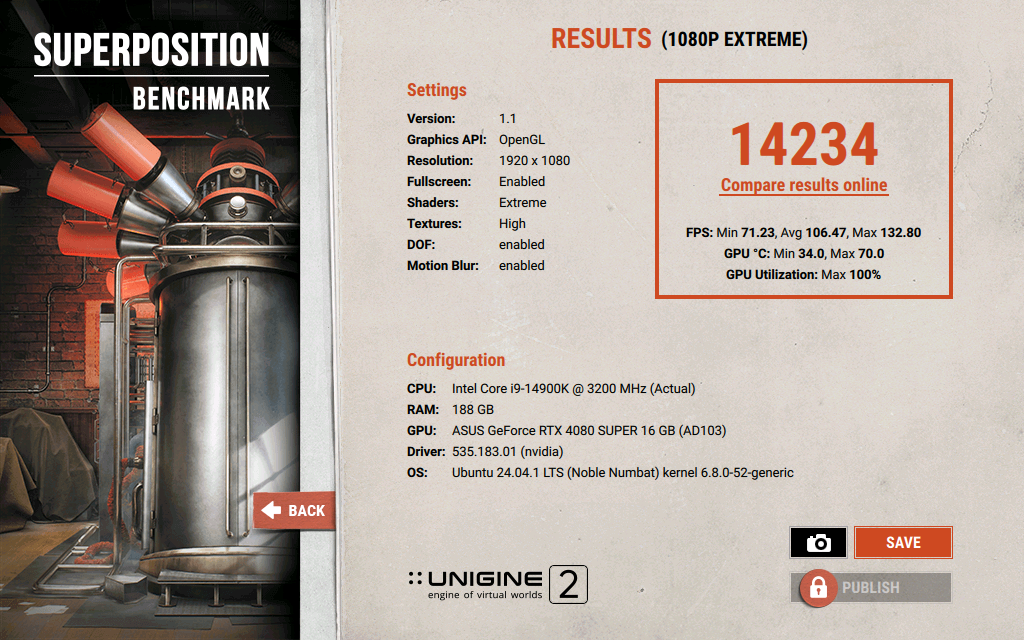 SUPERPOSITION
BENCHMARK
RESULTS (1080P EXTREME)
Settings
Version: 1.1
Graphics API: OpenGL
Resolution: 1920 x 1080
Fullscreen: Enabled
Shaders: Extreme
Textures: High
DOF: enabled
Motion Blur: enabled
14234
Compare results online
FPS: Min 71.23, Avg 106.47, Max 132.80
GPU °C: Min 34.0, Max 70.0
GPU Utilization: Max 100%
Configuration
CPU: Intel Core i9-14900K @ 3200 MHz (Actual)
RAM: 188 GB
GPU: ASUS GeForce RTX 4080 SUPER 16 GB (AD103)
Driver: 535.183.01 (nvidia)
OS: Ubuntu 24.04.1 LTS (Noble Numbat) kernel 6.8.0-52-generic
BACK
SAVE
PUBLISH
UNIGINE 2
engine of virtual worlds